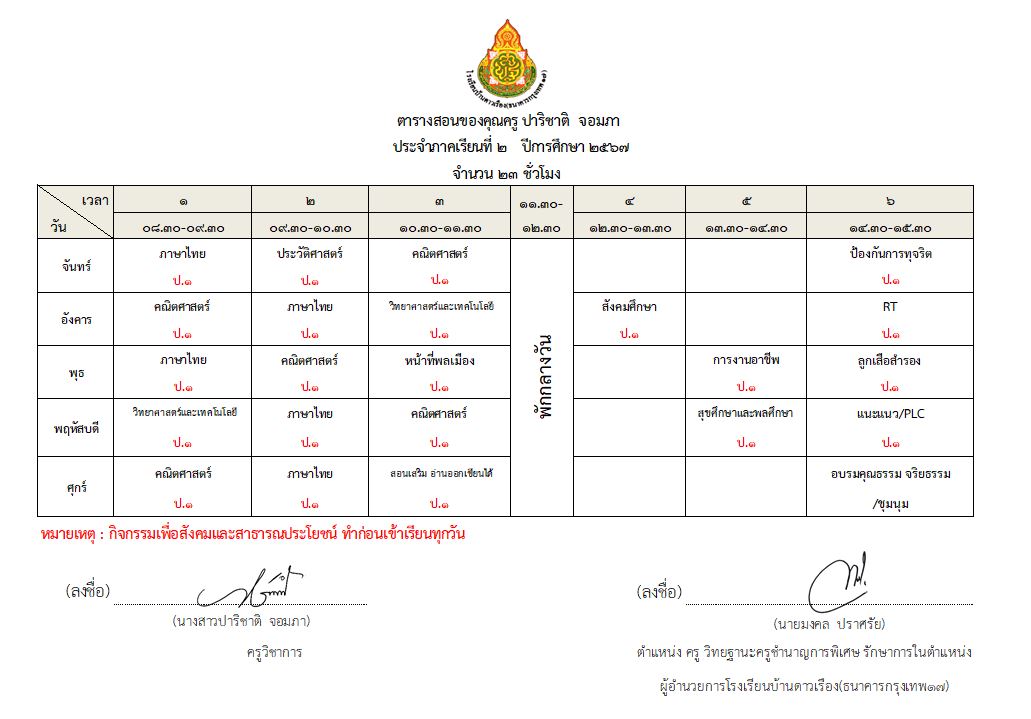 โรงเรียนบ้านดาวเรือง(ธนาคารกรุงเทพ๑๗)
ตารางสอนของคุณครู ปาริชาติ จอมภา
ประจำภาคเรียนที่ ๒ ปีการศึกษา ๒๕๖๗
จำนวน ๒๓ ชั่วโมง
เวลา ๑ ๒ ๓ ๑๑.๓๐- ๔ ๕ ๖
วัน ๐๘.๓๐-๐๙.๓๐ ๐๙.๓๐-๑๐.๓๐ ๑๐.๓๐-๑๑.๓๐ ๑๒.๓๐ ๑๒.๓๐-๑๓.๓๐ ๑๓.๓๐-๑๔.๓๐ ๑๔.๓๐-๑๕.๓๐
จันทร์ ภาษาไทย ประวัติศาสตร์ คณิตศาสตร์ ป้องกันการทุจริต
ป.๑ ป.๑ ป.๑ ป.๑
อังคาร คณิตศาสตร์ ภาษาไทย วิทยาศาสตร์และเทคโนโลยี สังคมศึกษา RT
ป.๑ ป.๑ ป.๑ ป.๑ ป.๑
พักกลางวัน
พุธ ภาษาไทย คณิตศาสตร์ หน้าที่พลเมือง การงานอาชีพ ลูกเสือสำรอง
ป.๑ ป.๑ ป.๑ ป.๑ ป.๑
พฤหัสบดี วิทยาศาสตร์และเทคโนโลยี ภาษาไทย คณิตศาสตร์ สุขศึกษาและพลศึกษา แนะแนว/PLC
ป.๑ ป.๑ ป.๑ ป.๑ ป.๑
ศุกร์ คณิตศาสตร์ ภาษาไทย สอนเสริม อ่านออกเขียนได้ อบรมคุณธรรม จริยธรรม
ป.๑ ป.๑ ป.๑ /ชุมนุม
หมายเหตุ : กิจกรรมเพื่อสังคมและสาธารณประโยชน์ ทำก่อนเข้าเรียนทุกวัน
(ลงชื่อ) (ลงชื่อ)
(นางสาวปาริชาติ จอมภา) (นายมงคล ปราศรัย)
ครูวิชาการ ตำแหน่ง ครู วิทยฐานะครูชำนาญการพิเศษ รักษาการในตำแหน่ง
ผู้อำนวยการโรงเรียนบ้านดาวเรือง(ธนาคารกรุงเทพ๑๗)